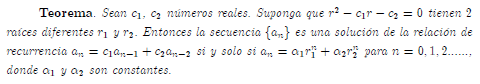 Teorema. Sean c₁, c₂ números reales. Suponga que r² − c₁r − c₂ = 0 tienen 2
raíces diferentes r₁ y r₂. Entonces la secuencia {aₙ} es una solución de la relación de
recurrencia aₙ = c₁aₙ₋₁ + c₂aₙ₋₂ si y solo si aₙ = α₁r₁ⁿ + α₂r₂ⁿ para n = 0, 1, 2......,
donde α₁ y α₂ son constantes.